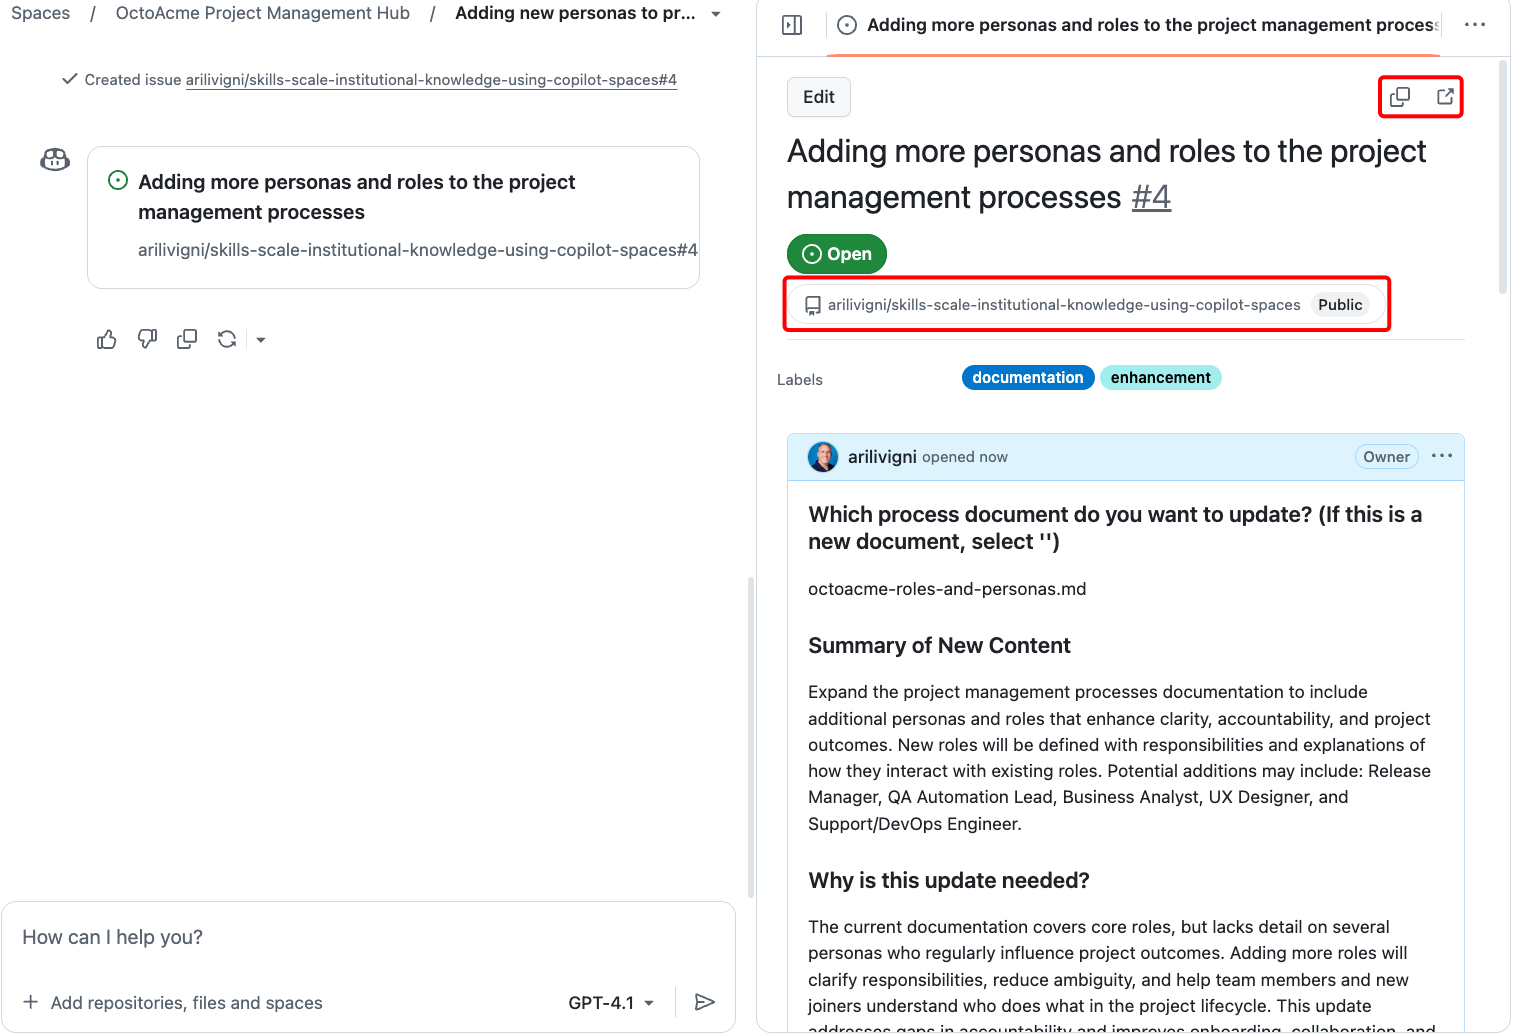 Spaces / OctoAcme Project Management Hub / Adding new personas to pr...
Created issue arilivigni/skills-scale-institutional-knowledge-using-copilot-spaces#4
Adding more personas and roles to the project
management processes
arilivigni/skills-scale-institutional-knowledge-using-copilot-spaces#4
How can I help you?
Add repositories, files and spaces
GPT-4.1
Adding more personas and roles to the project management process
Edit
Adding more personas and roles to the project
management processes #4
Open
arilivigni/skills-scale-institutional-knowledge-using-copilot-spaces Public
Labels documentation enhancement
arilivigni opened now Owner
Which process document do you want to update? (If this is a
new document, select '')
octoacme-roles-and-personas.md
Summary of New Content
Expand the project management processes documentation to include
additional personas and roles that enhance clarity, accountability, and project
outcomes. New roles will be defined with responsibilities and explanations of
how they interact with existing roles. Potential additions may include: Release
Manager, QA Automation Lead, Business Analyst, UX Designer, and
Support/DevOps Engineer.
Why is this update needed?
The current documentation covers core roles, but lacks detail on several
personas who regularly influence project outcomes. Adding more roles will
clarify responsibilities, reduce ambiguity, and help team members and new
joiners understand who does what in the project lifecycle. This update
addresses gaps in accountability and improves onboarding, collaboration, and